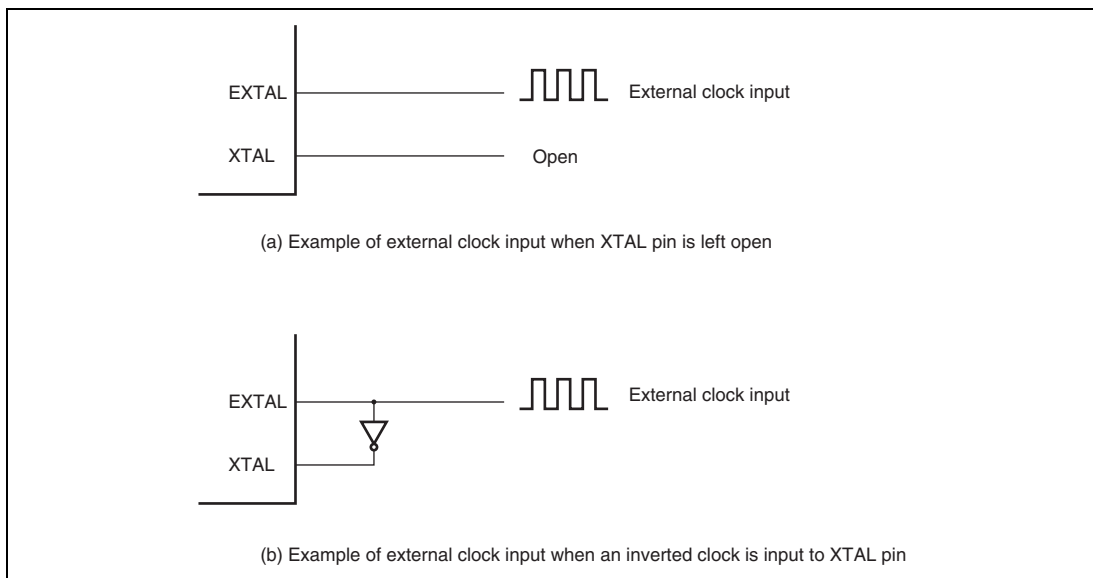 EXTAL
External clock input
XTAL
Open
(a) Example of external clock input when XTAL pin is left open
EXTAL
External clock input
XTAL
(b) Example of external clock input when an inverted clock is input to XTAL pin